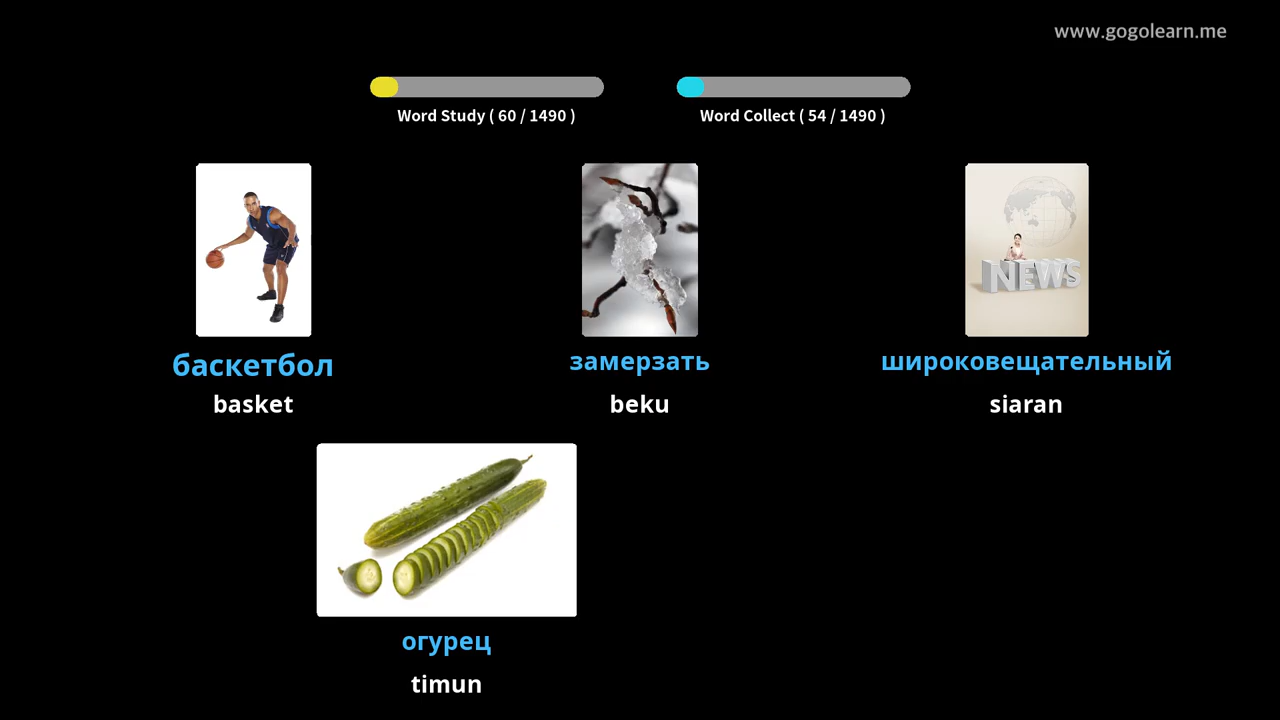 www.gogolearn.me
Word Study ( 60 / 1490 )
Word Collect ( 54 / 1490 )
NEWS
баскетбол
замерзать
широковещательный
basket
beku
siaran
огурец
timun